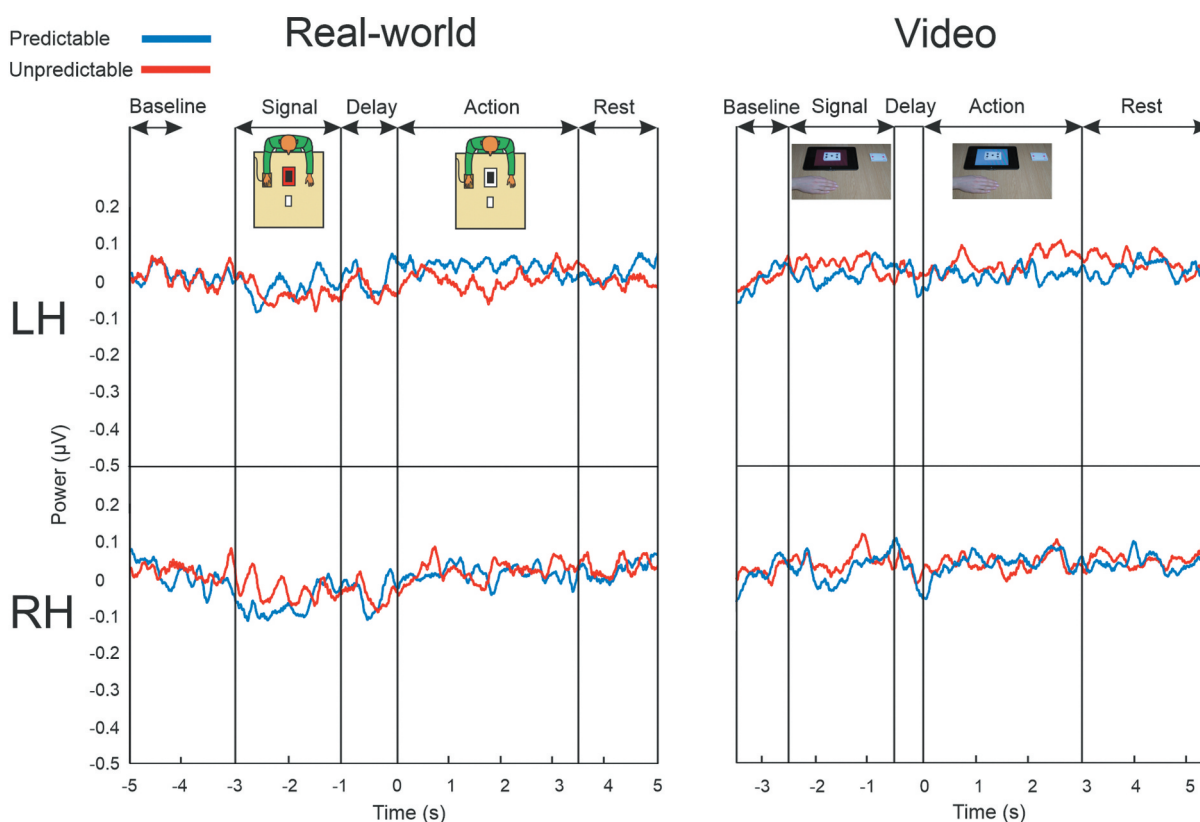 Real-world
Video
Predictable
Unpredictable
Baseline Signal Delay Action Rest
Baseline Signal Delay Action Rest
LH
0.2
0.1
0
-0.1
-0.2
-0.3
-0.4
-0.5
Power (µV)
RH
0.2
0.1
0
-0.1
-0.2
-0.3
-0.4
-0.5
-5 -4 -3 -2 -1 0 1 2 3 4 5
Time (s)
-3 -2 -1 0 1 2 3 4 5
Time (s)